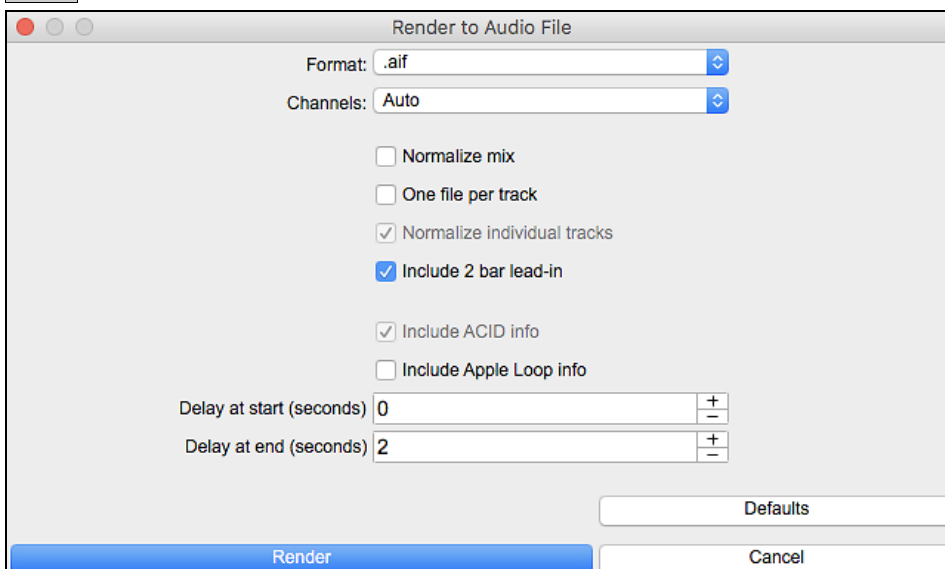 Render to Audio File
Format: .aif
Channels: Auto
Normalize mix
One file per track
Normalize individual tracks
Include 2 bar lead-in
Include ACID info
Include Apple Loop info
Delay at start (seconds) 0 + −
Delay at end (seconds) 2 + −
Defaults
Render Cancel